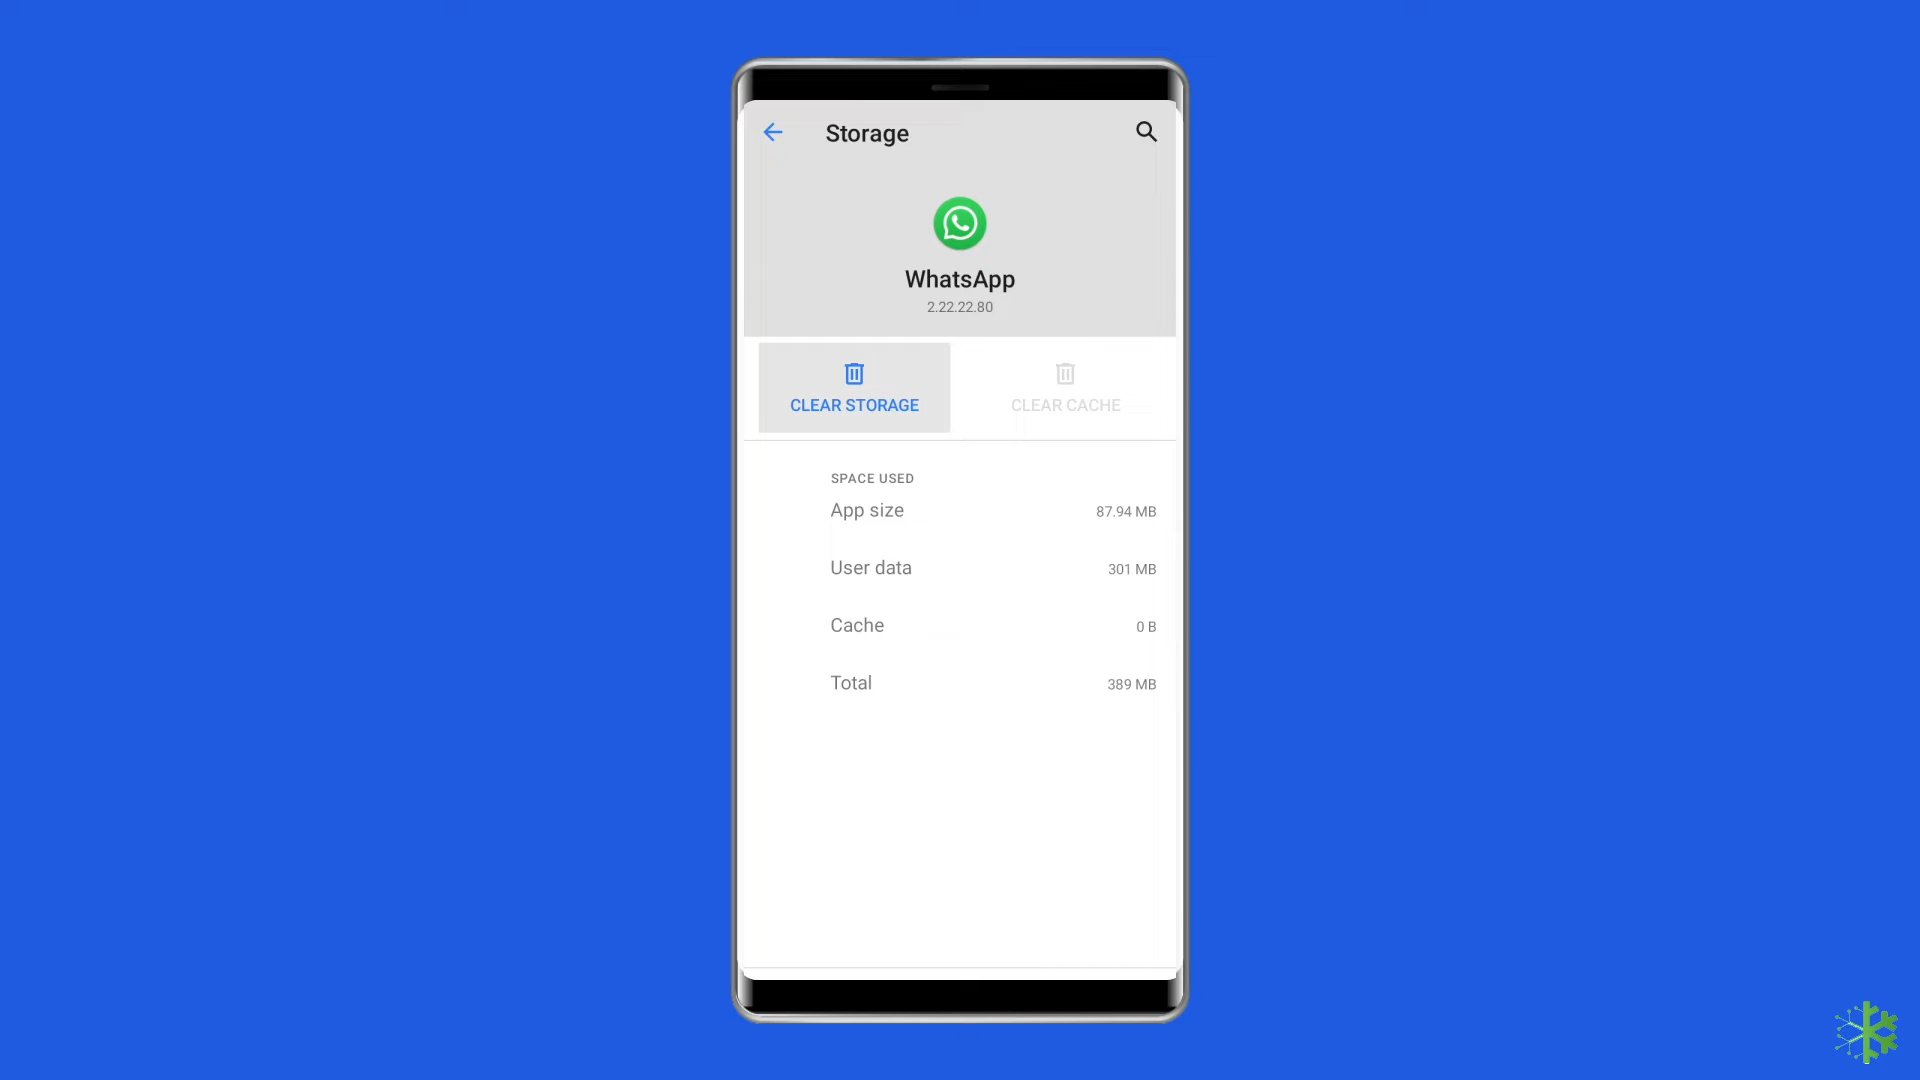 Storage
WhatsApp
2.22.22.80
CLEAR STORAGE
CLEAR CACHE
SPACE USED
App size
87.94 MB
User data
301 MB
Cache
0 B
Total
389 MB